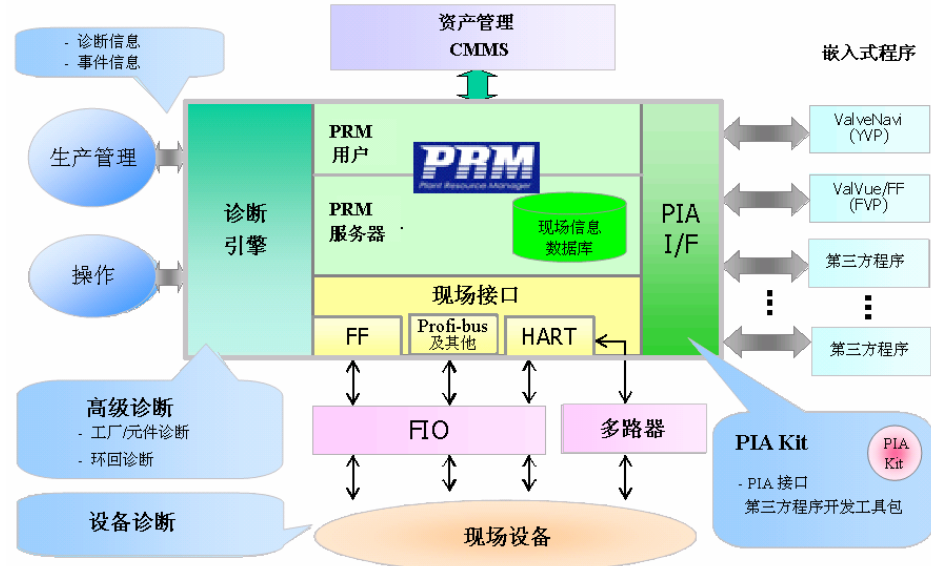 资产管理
CMMS
- 诊断信息
- 事件信息
嵌入式程序
生产管理
操作
诊断
引擎
PRM
用户
PRM
Plant Resource Manager
PRM
服务器
现场信息
数据库
PIA
I/F
ValveNavi
(YVP)
ValVue/FF
(FVP)
第三方程序
第三方程序
现场接口
FF
Profi-bus
及其他
HART
FIO
多路器
现场设备
高级诊断
- 工厂/元件诊断
- 环回诊断
设备诊断
PIA Kit
PIA
Kit
- PIA 接口
第三方程序开发工具包